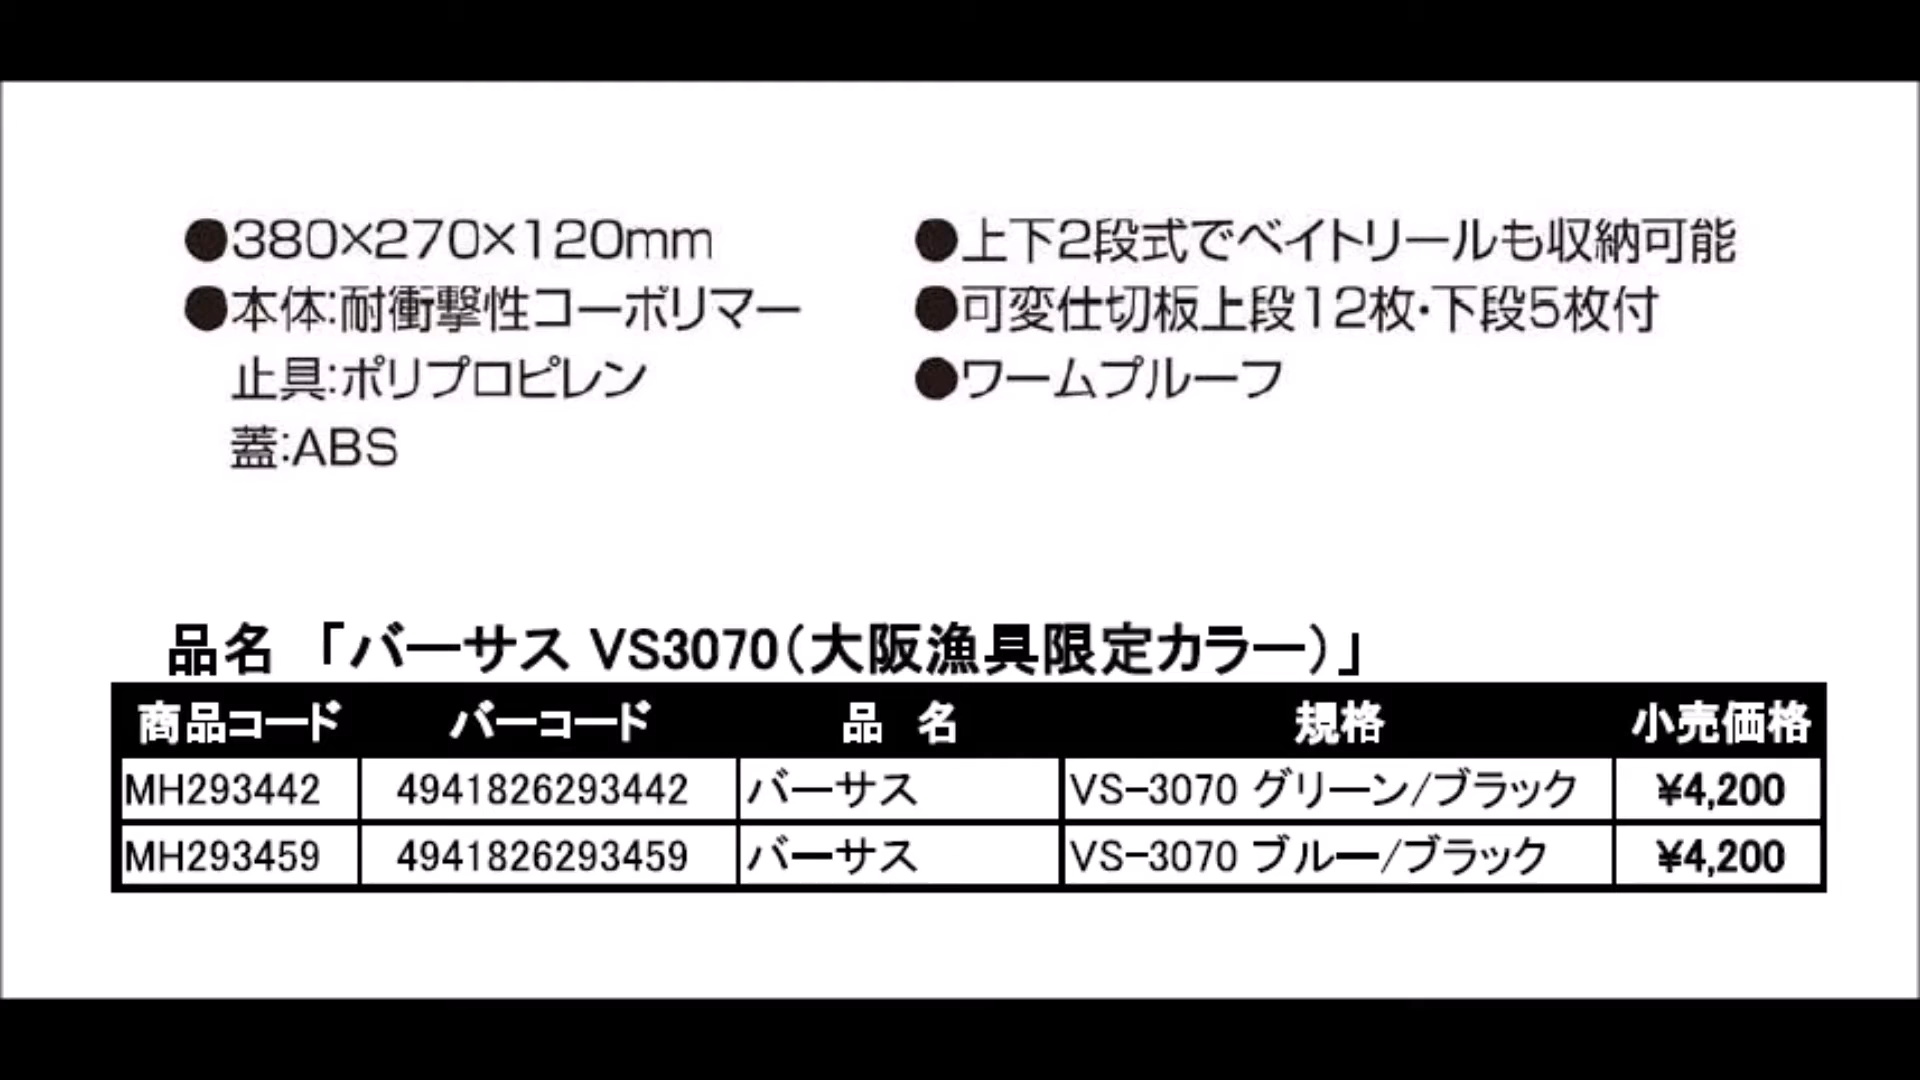 ●380×270×120mm
●本体:耐衝撃性コーポリマー
止具:ポリプロピレン
蓋:ABS
●上下2段式でベイトリールも収納可能
●可変仕切板上段12枚・下段5枚付
●ワームプルーフ
品名 「バーサス VS3070(大阪漁具限定カラー)」
商品コード バーコード 品 名 規格 小売価格
MH293442 4941826293442 バーサス VS-3070 グリーン/ブラック ¥4,200
MH293459 4941826293459 バーサス VS-3070 ブルー/ブラック ¥4,200